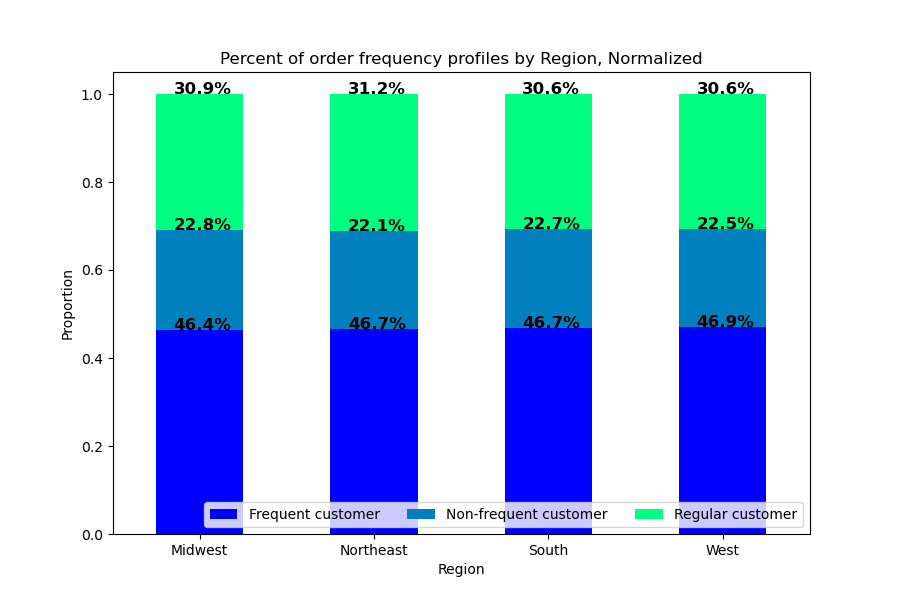 Percent of order frequency profiles by Region, Normalized
1.0
0.8
0.6
0.4
0.2
0.0
Proportion
30.9% 31.2% 30.6% 30.6%
22.8% 22.1% 22.7% 22.5%
46.4% 46.7% 46.7% 46.9%
Frequent customer Non-frequent customer Regular customer
Midwest Northeast South West
Region